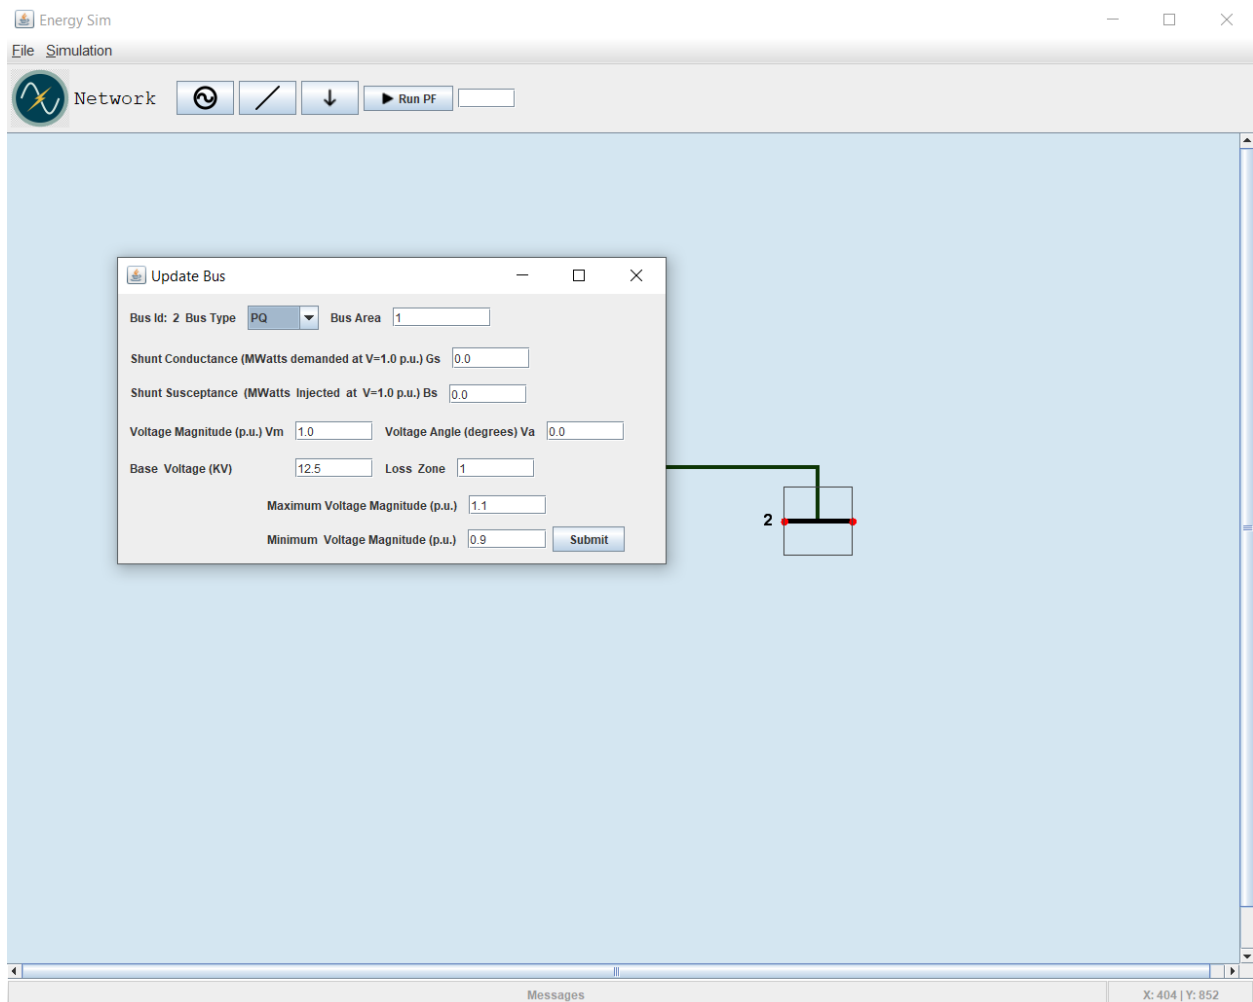 Energy Sim
File Simulation
Network Run PF
Update Bus
Bus Id: 2 Bus Type PQ Bus Area 1
Shunt Conductance (MWatts demanded at V=1.0 p.u.) Gs 0.0
Shunt Susceptance (MWatts Injected at V=1.0 p.u.) Bs 0.0
Voltage Magnitude (p.u.) Vm 1.0 Voltage Angle (degrees) Va 0.0
Base Voltage (KV) 12.5 Loss Zone 1
Maximum Voltage Magnitude (p.u.) 1.1
Minimum Voltage Magnitude (p.u.) 0.9 Submit
2
Messages X: 404 | Y: 852